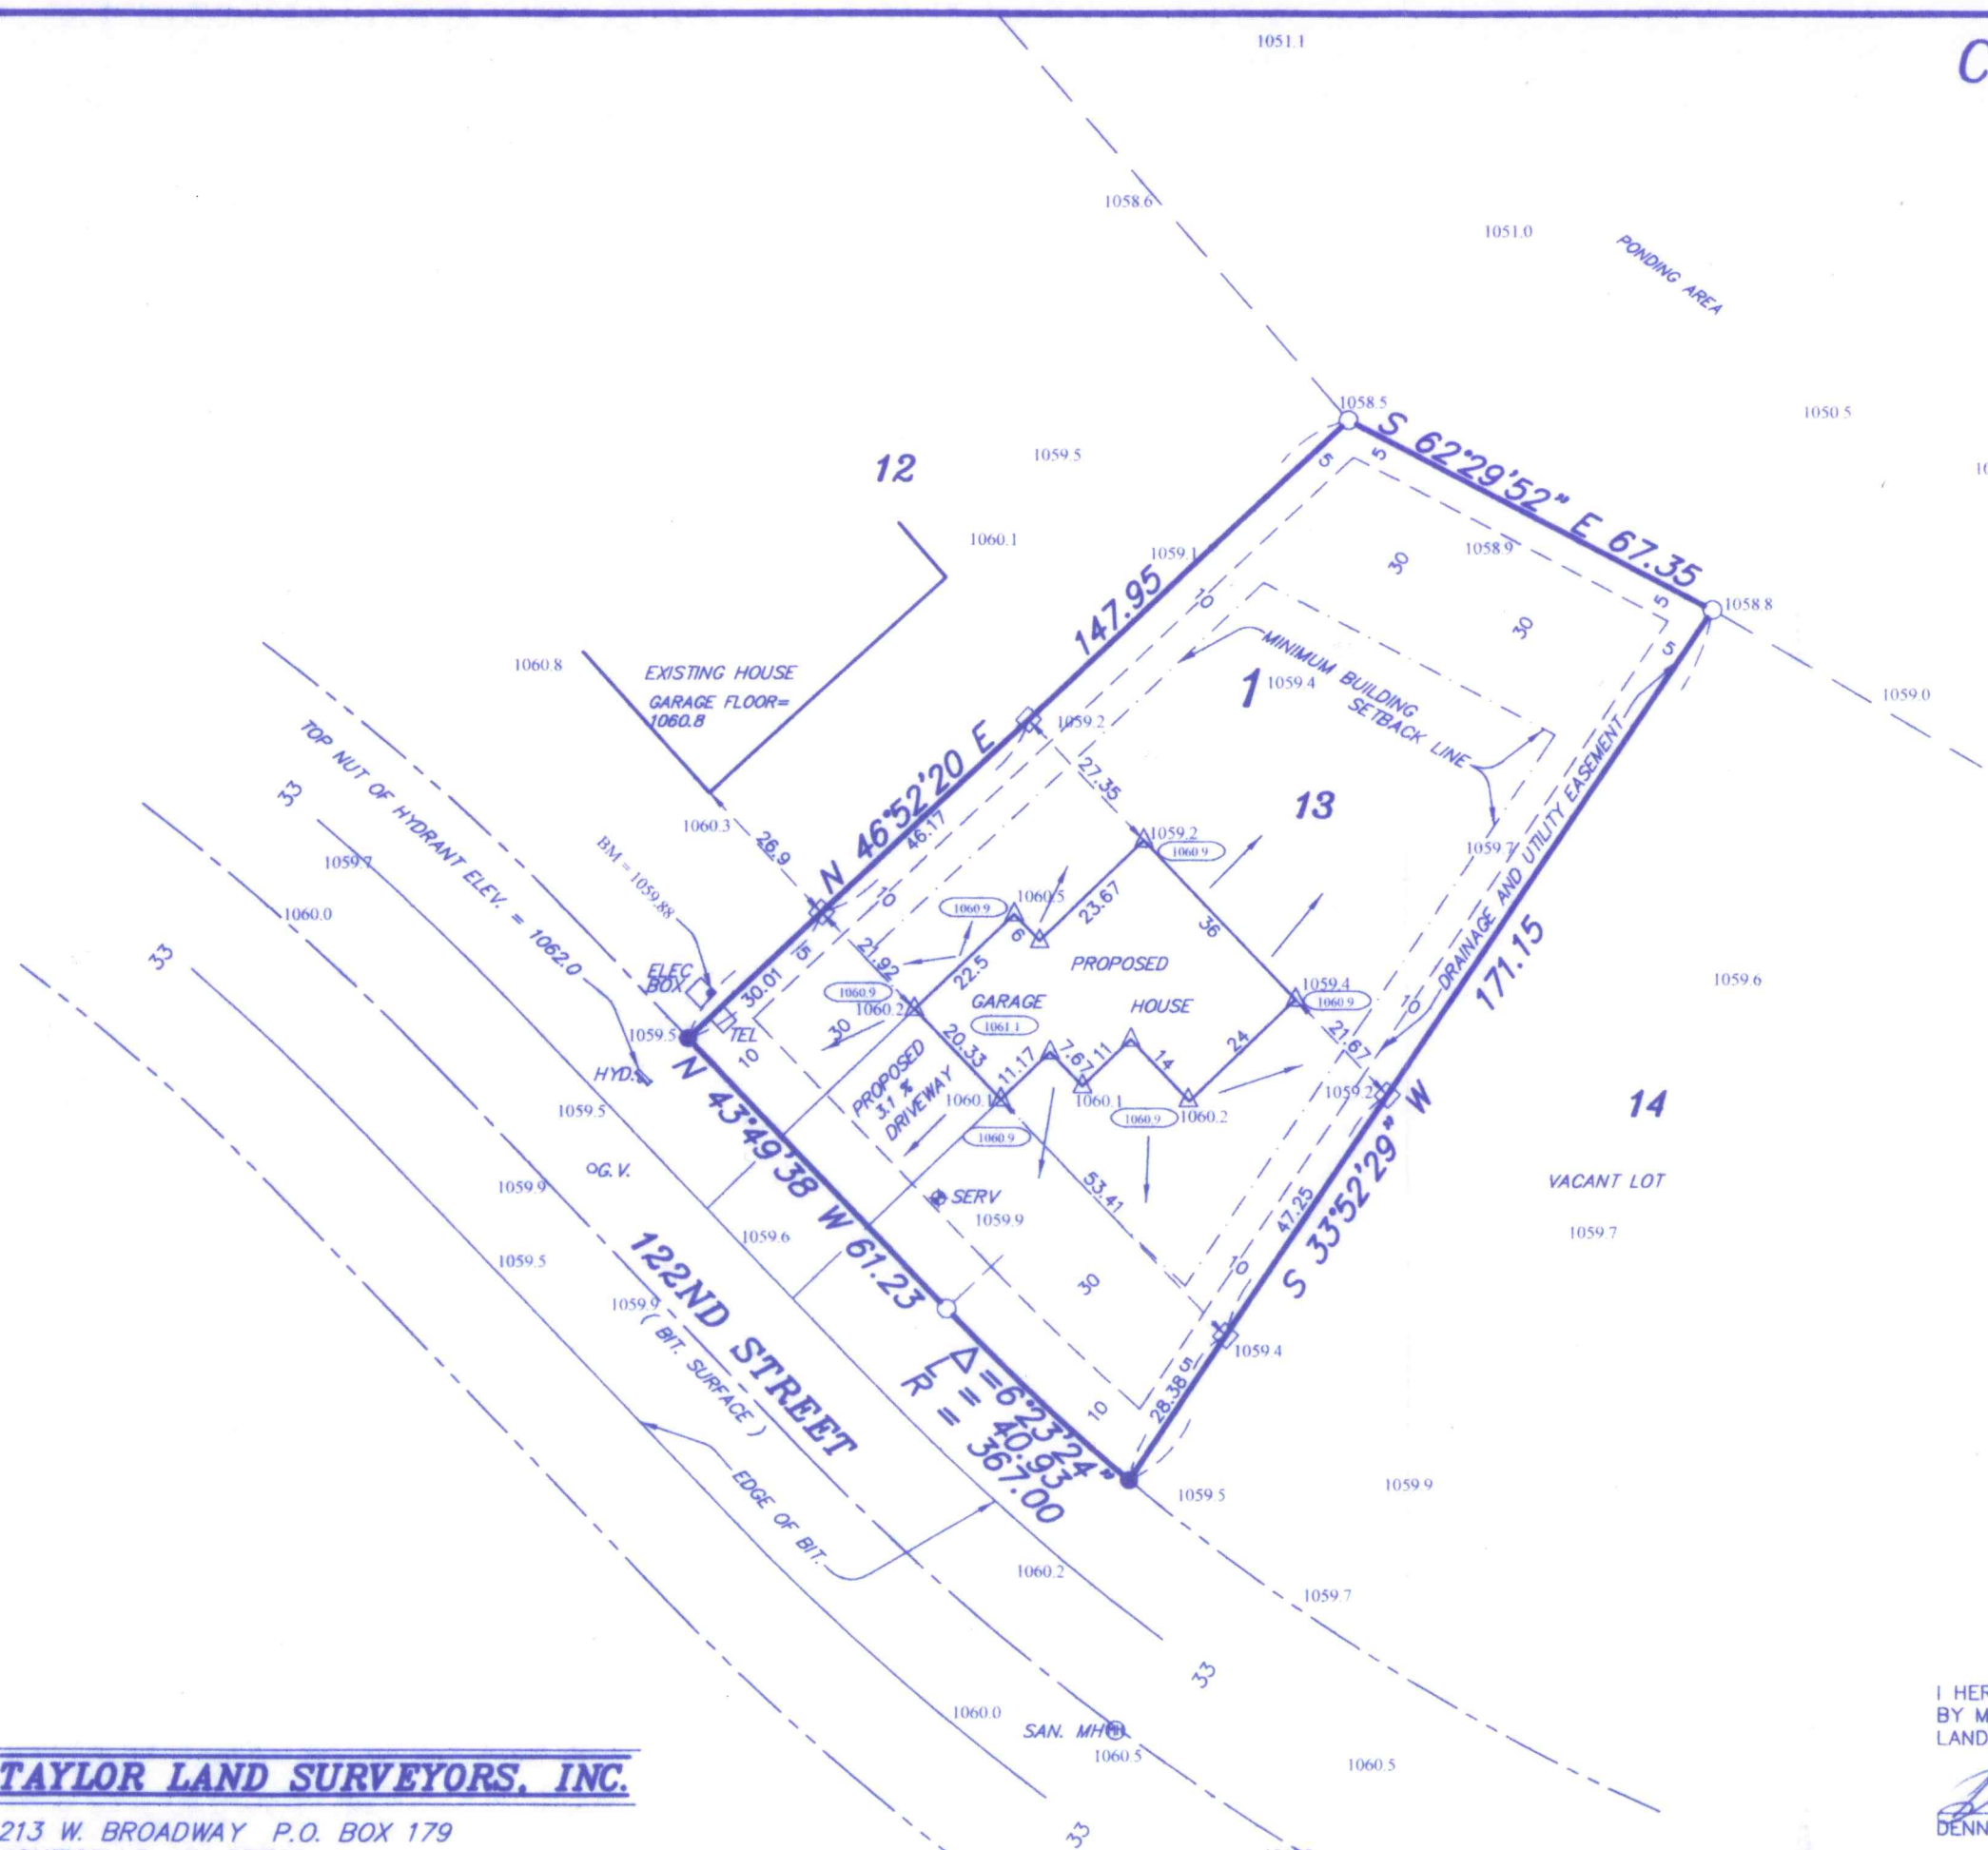 1051.1
C
1058.6
1051.0
PONDING AREA
1058.5
S 62°29'52" E 67.35
1050.5
12
1059.5
5
5
1060.1
1059.1
30
1058.9
147.95
10
30
5
1058.8
5
1060.8
EXISTING HOUSE
GARAGE FLOOR=
1060.8
MINIMUM BUILDING
SETBACK LINE
1
1059.4
1059.0
1059.2
TOP NUT OF HYDRANT ELEV. = 1062.0
33
N 46°52'20 E
27.35
13
1060.3
26.9
46.17
1059.2
1060.9
1059.7
DRAINAGE AND UTILITY EASEMENT
1059.7
BM = 1059.88
10
1060.5
23.67
1060.9
6
36
171.15
1060.0
33
15
21.92
22.5
PROPOSED
HOUSE
GARAGE
1061.1
1059.6
ELEC
BOX
30.01
1060.9
1060.2
1059.4
1060.9
10
1059.5
TEL
30
10
20.33
11.17
7.67
11
14
24
21.67
HYD.
PROPOSED
3.1 %
DRIVEWAY
1060.1
1060.1
1060.2
1059.2
1060.9
1060.9
14
1059.5
N 43°49'38 W 61.23
S 33°52'29" W
G.V.
1059.9
SERV
1059.9
53.41
47.25
VACANT LOT
1059.7
1059.6
1059.5
122ND STREET
( BIT. SURFACE )
1059.9
30
10
Δ=6°23'24"
L = 40.93
R = 367.00
1059.4
28.38
5
10
EDGE OF BIT.
1059.5
1059.9
1060.2
1059.7
33
1060.0
SAN. MH
MH
1060.5
1060.5
33
I HER
BY M
LAND
DENN
TAYLOR LAND SURVEYORS, INC.
213 W. BROADWAY P.O. BOX 179